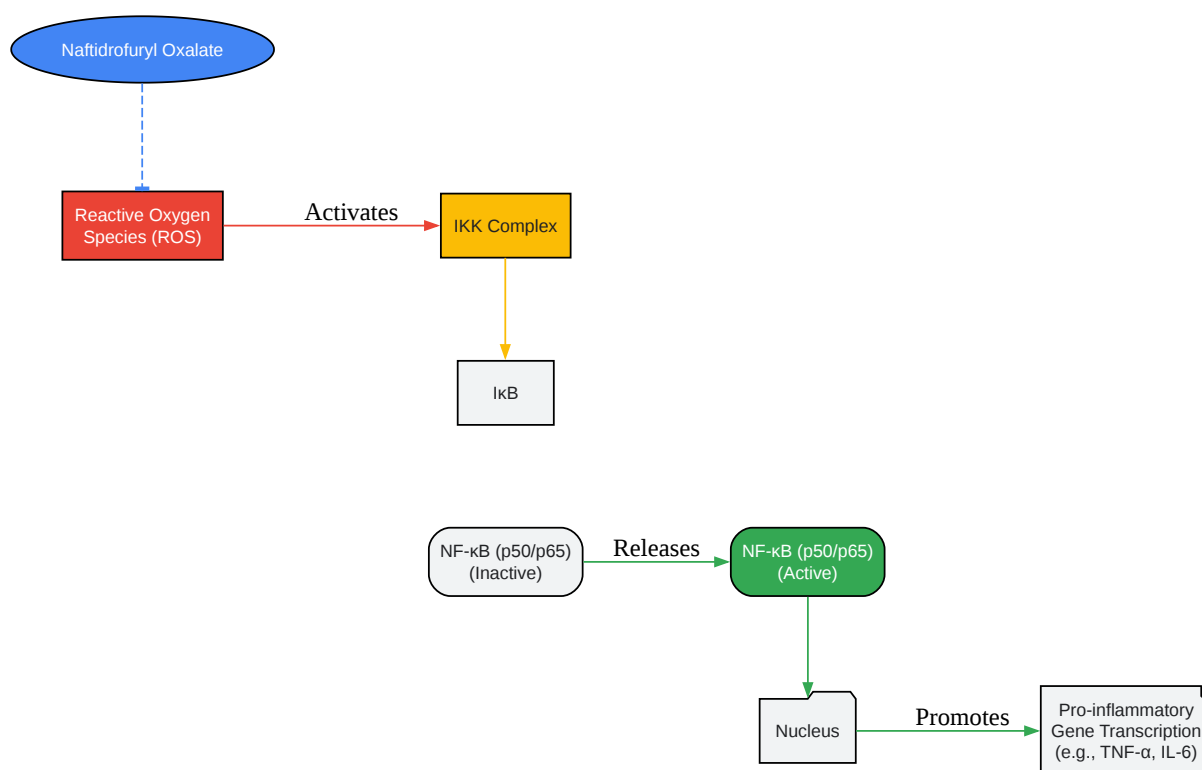 Naftidrofuryl Oxalate
Reactive Oxygen
Species (ROS)
Activates
IKK Complex
IκB
NF-κB (p50/p65)
(Inactive)
Releases
NF-κB (p50/p65)
(Active)
Nucleus
Promotes
Pro-inflammatory
Gene Transcription
(e.g., TNF-α, IL-6)